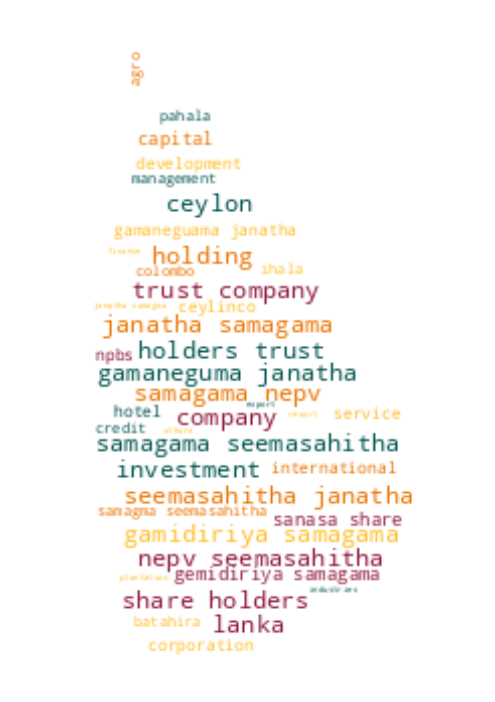 agro
pahala
capital
development
management
ceylon
gamaneguama janatha
finance
holding
colombo
ihala
trust company
janatha samagma
ceylinco
janatha samagama
npbs
holders trust
gamaneguma janatha
samagama nepv
export
hotel
company
resort
service
credit
samagama seemasahitha
investment
international
seemasahitha janatha
samagma seemasahitha
sanasa share
gamidiriya samagama
nepv seemasahitha
plantation
gemidiriya samagama
industries
share holders
batahira
lanka
corporation